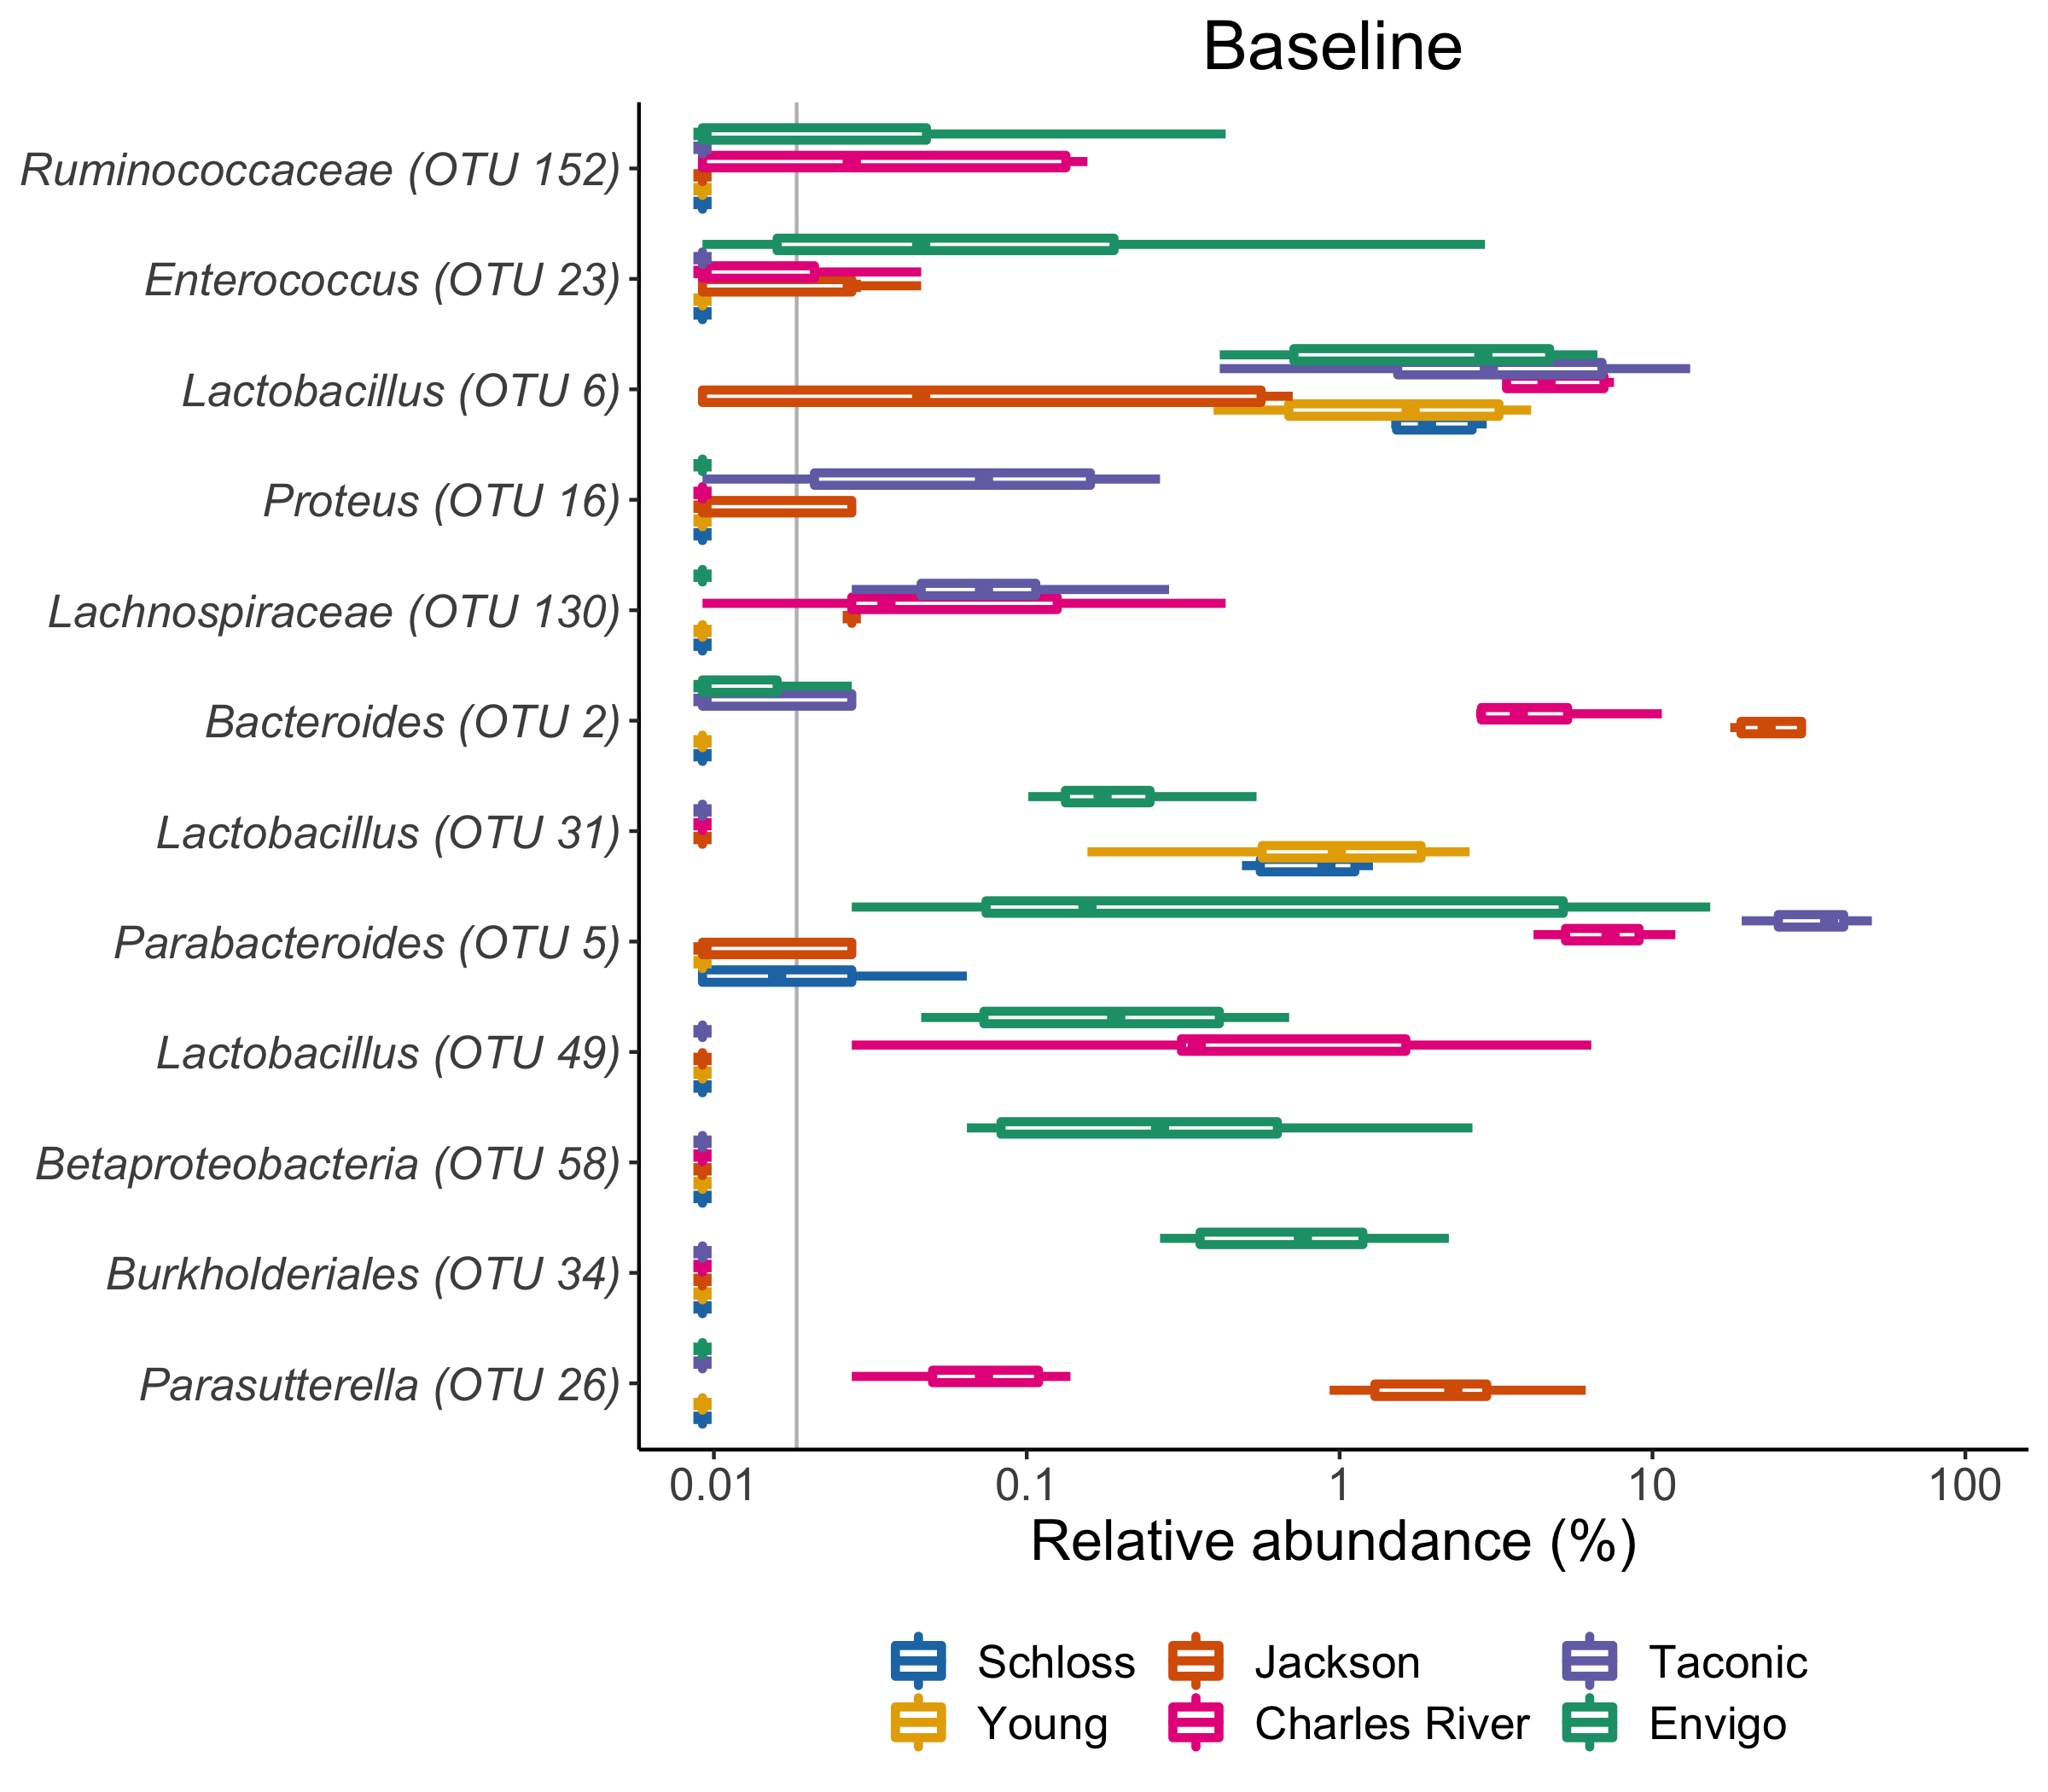 Baseline
Ruminococcaceae (OTU 152)
Enterococcus (OTU 23)
Lactobacillus (OTU 6)
Proteus (OTU 16)
Lachnospiraceae (OTU 130)
Bacteroides (OTU 2)
Lactobacillus (OTU 31)
Parabacteroides (OTU 5)
Lactobacillus (OTU 49)
Betaproteobacteria (OTU 58)
Burkholderiales (OTU 34)
Parasutterella (OTU 26)
0.01 0.1 1 10 100
Relative abundance (%)
Schloss Jackson Taconic
Young Charles River Envigo